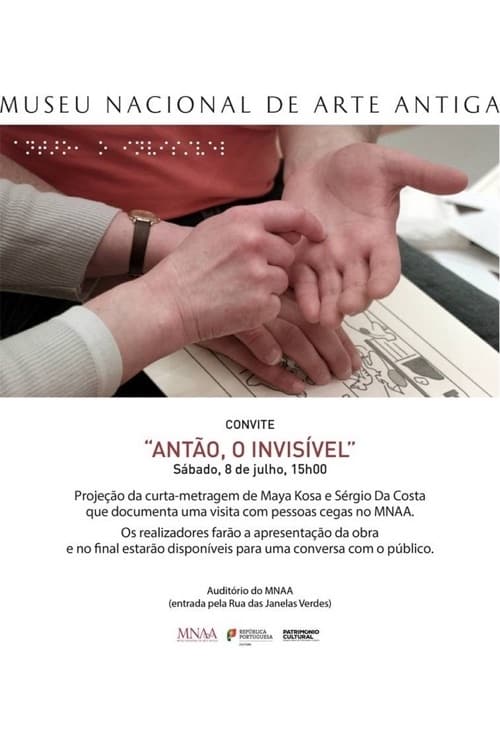 MUSEU NACIONAL DE ARTE ANTIGA
CONVITE
“ANTÃO, O INVISÍVEL”
Sábado, 8 de julho, 15h00
Projeção da curta-metragem de Maya Kosa e Sérgio Da Costa
que documenta uma visita com pessoas cegas no MNAA.
Os realizadores farão a apresentação da obra
e no final estarão disponíveis para uma conversa com o público.
Auditório do MNAA
(entrada pela Rua das Janelas Verdes)
MNAA
REPÚBLICA
PORTUGUESA
PATRIMÓNIO
CULTURAL